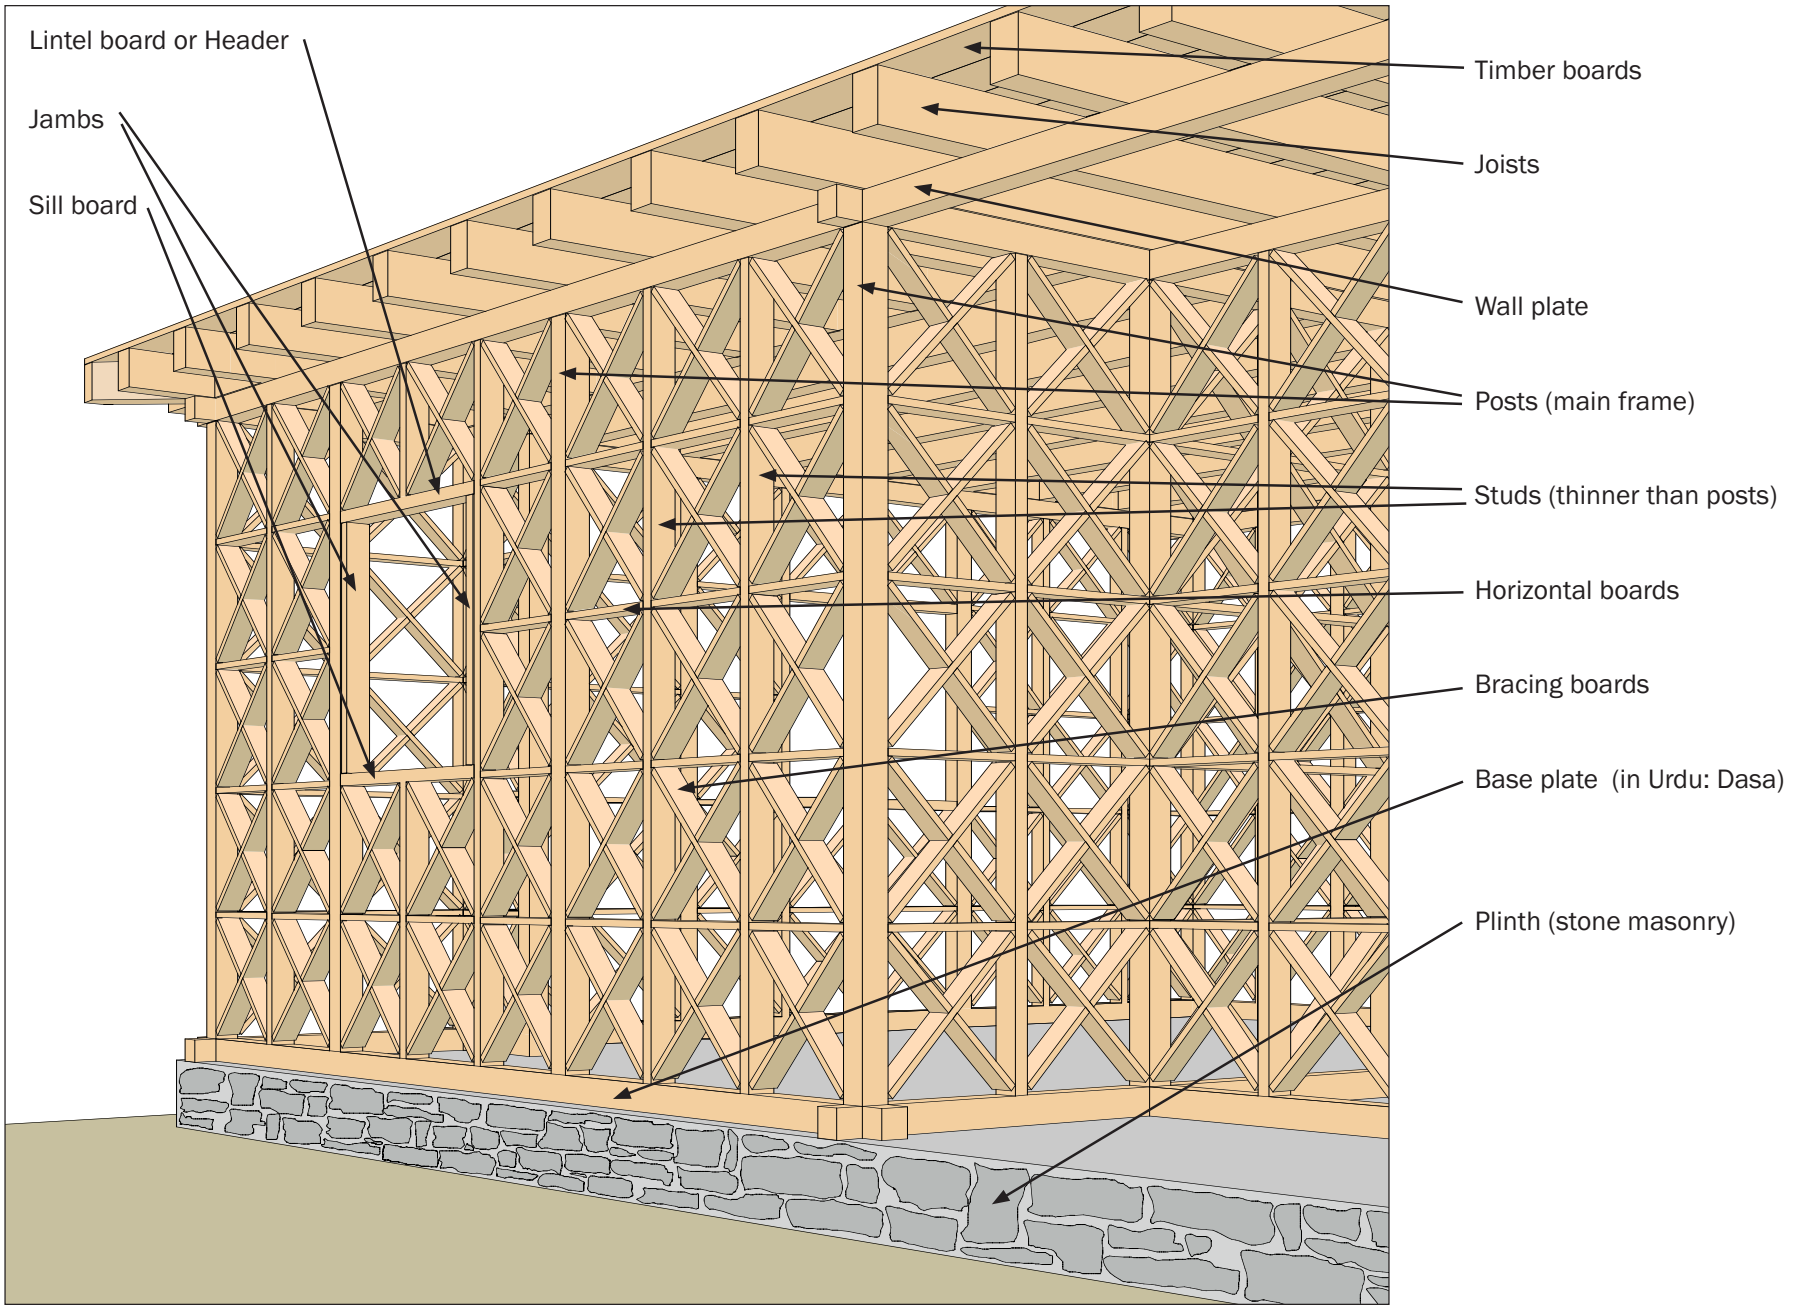 Lintel board or Header
Jambs
Sill board
Timber boards
Joists
Wall plate
Posts (main frame)
Studs (thinner than posts)
Horizontal boards
Bracing boards
Base plate  (in Urdu: Dasa)
Plinth (stone masonry)